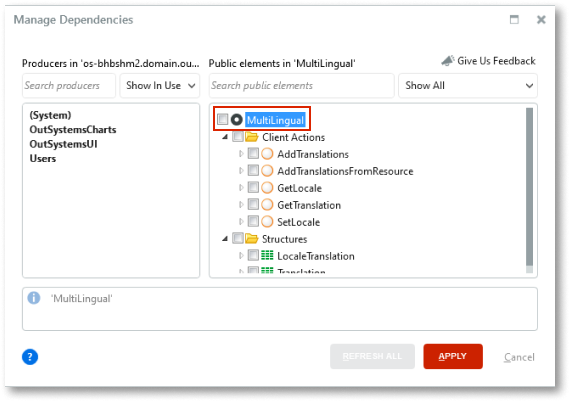 Manage Dependencies
Producers in 'os-bhbshm2.domain.ou...
Public elements in 'MultiLingual'
Give Us Feedback
Search producers
Show In Use
Search public elements
Show All
(System)
OutSystemsCharts
OutSystemsUI
Users
MultiLingual
Client Actions
AddTranslations
AddTranslationsFromResource
GetLocale
GetTranslation
SetLocale
Structures
LocaleTranslation
Translation
'MultiLingual'
REFRESH ALL
APPLY
Cancel